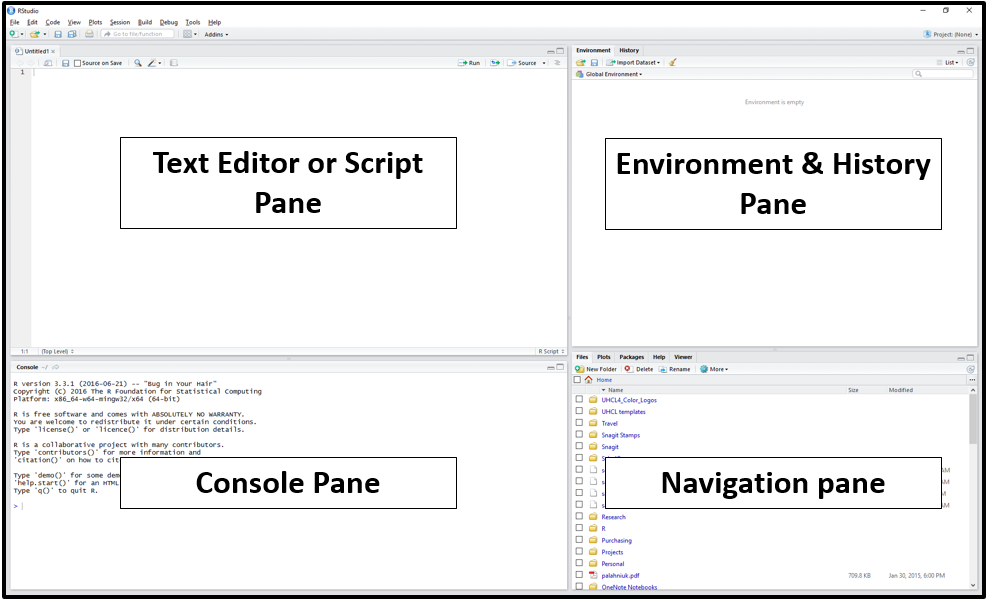 RStudio
File Edit Code View Plots Session Build Debug Tools Help
Go to file/function Addins Project: (None)
Untitled1
Source on Save Run Source
1
Text Editor or Script
Pane
1:1 (Top Level) R Script
Environment History
Import Dataset List
Global Environment
Environment is empty
Environment & History
Pane
Console ~/
R version 3.3.1 (2016-06-21) -- "Bug in Your Hair"
Copyright (C) 2016 The R Foundation for Statistical Computing
Platform: x86_64-w64-mingw32/x64 (64-bit)
R is free software and comes with ABSOLUTELY NO WARRANTY.
You are welcome to redistribute it under certain conditions.
Type 'license()' or 'licence()' for distribution details.
R is a collaborative project with many contributors.
Type 'contributors()' for more information and
'citation()' on how to cit
Type 'demo()' for some dem
'help.start()' for an HTML
Type 'q()' to quit R.
>
Console Pane
Files Plots Packages Help Viewer
New Folder Delete Rename More
Home
Name Size Modified
UHCL4_Color_Logos
UHCL templates
Travel
Snagit Stamps
Snagit
AM
M
M
AM
Navigation pane
Research
R
Purchasing
Projects
Personal
palahniuk.pdf 709.8 KB Jan 30, 2015, 6:00 PM
OneNote Notebooks